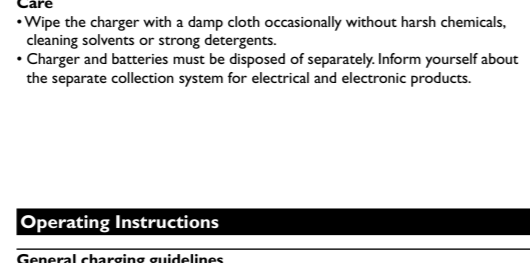 Care
• Wipe the charger with a damp cloth occasionally without harsh chemicals,
cleaning solvents or strong detergents.
• Charger and batteries must be disposed of separately. Inform yourself about
the separate collection system for electrical and electronic products.
Operating Instructions
General charging guidelines